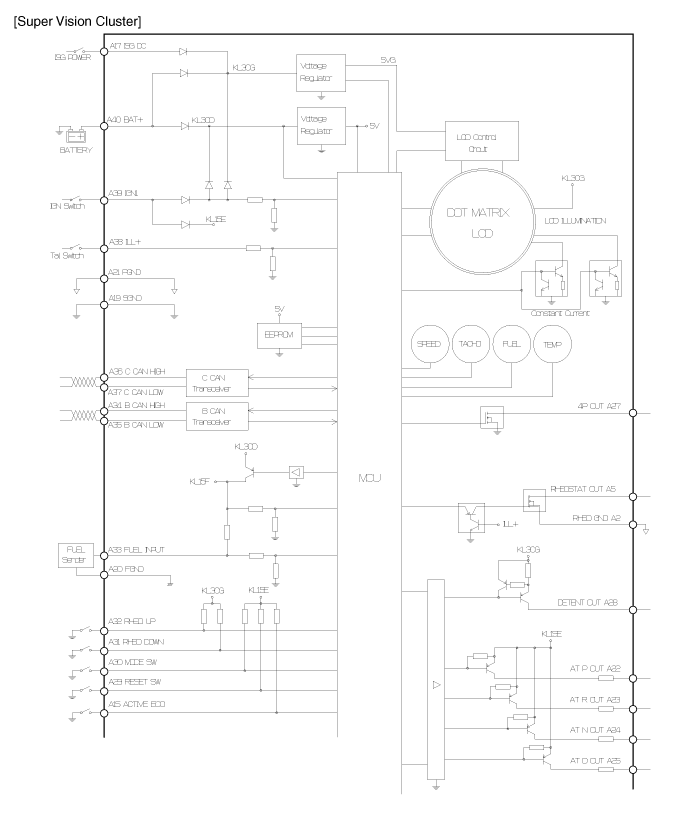 [Super Vision Cluster]
A17 ISG DC
ISG POWER
KL30G
Voltage
Regulator
5VG
A40 BAT+
KL30D
Voltage
Regulator
5V
BATTERY
LCD Control
Circuit
A39 IGN1
IGN Switch
KL15E
KL30G
DOT MATRIX
LCD
LCD ILLUMINATION
A38 ILL+
Tail Switch
A21 PGND
A19 SGND
Constant Current
5V
EEPROM
SPEED
TACHO
FUEL
TEMP
A36 C CAN HIGH
C CAN
Transceiver
A37 C CAN LOW
A34 B CAN HIGH
B CAN
Transceiver
A35 B CAN LOW
4P OUT A27
KL30D
KL15F
MCU
RHEOSTAT OUT A5
ILL+
RHEO GND A2
FUEL
Sender
A33 FUEL INPUT
A20 FGND
KL30G
KL30G
KL15E
DETENT OUT A28
A32 RHEO UP
A31 RHEO DOWN
A30 MODE SW
A29 RESET SW
A15 ACTIVE ECO
KL15E
AT P OUT A22
AT R OUT A23
AT N OUT A24
AT D OUT A25